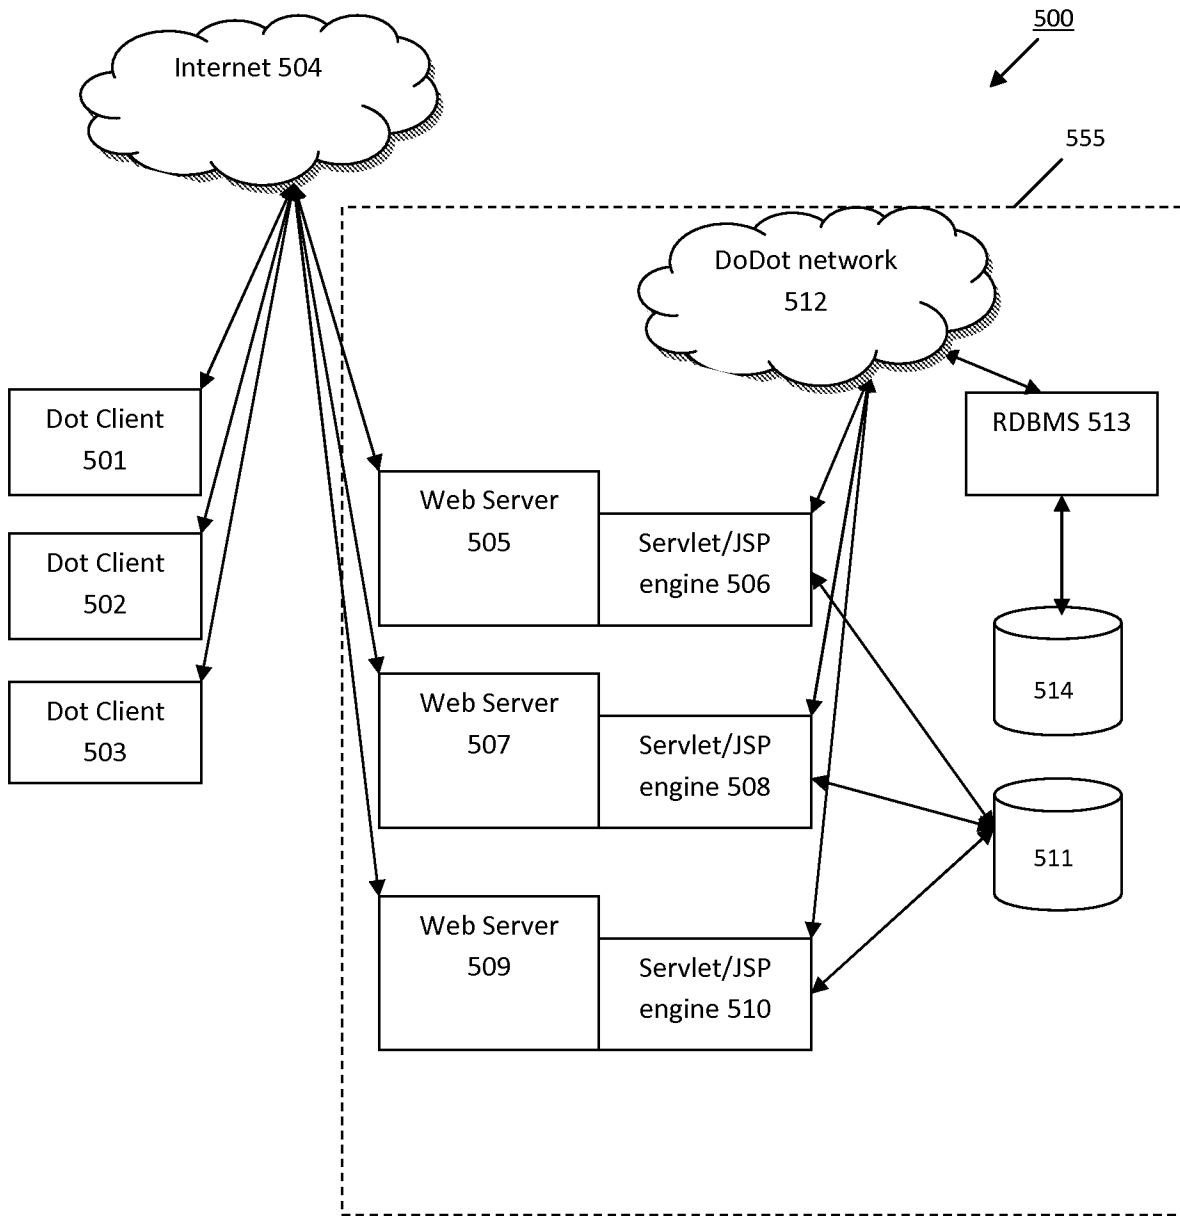 500
Internet 504
555
DoDot network
512
Dot Client
501
RDBMS 513
Web Server
505
Servlet/JSP
engine 506
Dot Client
502
514
Dot Client
503
Web Server
507
Servlet/JSP
engine 508
511
Web Server
509
Servlet/JSP
engine 510